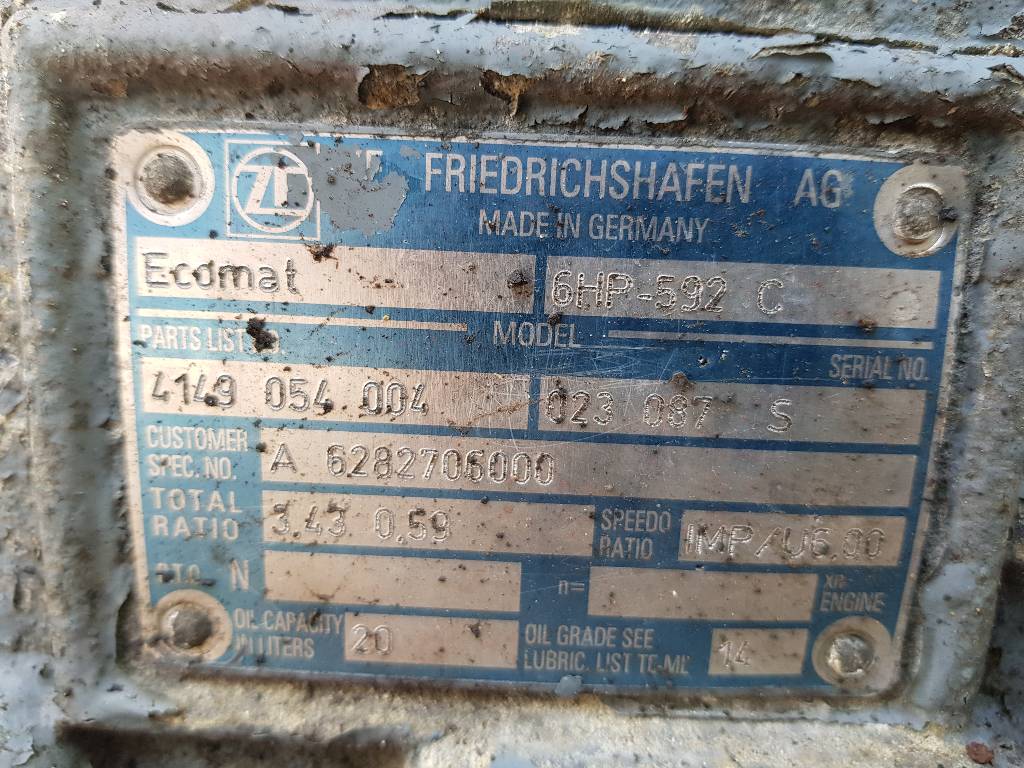 ZF
FRIEDRICHSHAFEN AG
MADE IN GERMANY
Ecomat 6HP-592 C
PARTS LIST MODEL
SERIAL NO.
4149 054 004 023 087 S
CUSTOMER
SPEC. NO. A 6282706000
TOTAL
RATIO 3.43 0.59
SPEEDO
RATIO IMP/U6.00
N n= 
ENGINE
OIL CAPACITY
IN LITERS 20
OIL GRADE SEE
LUBRIC. LIST TE-ML 14